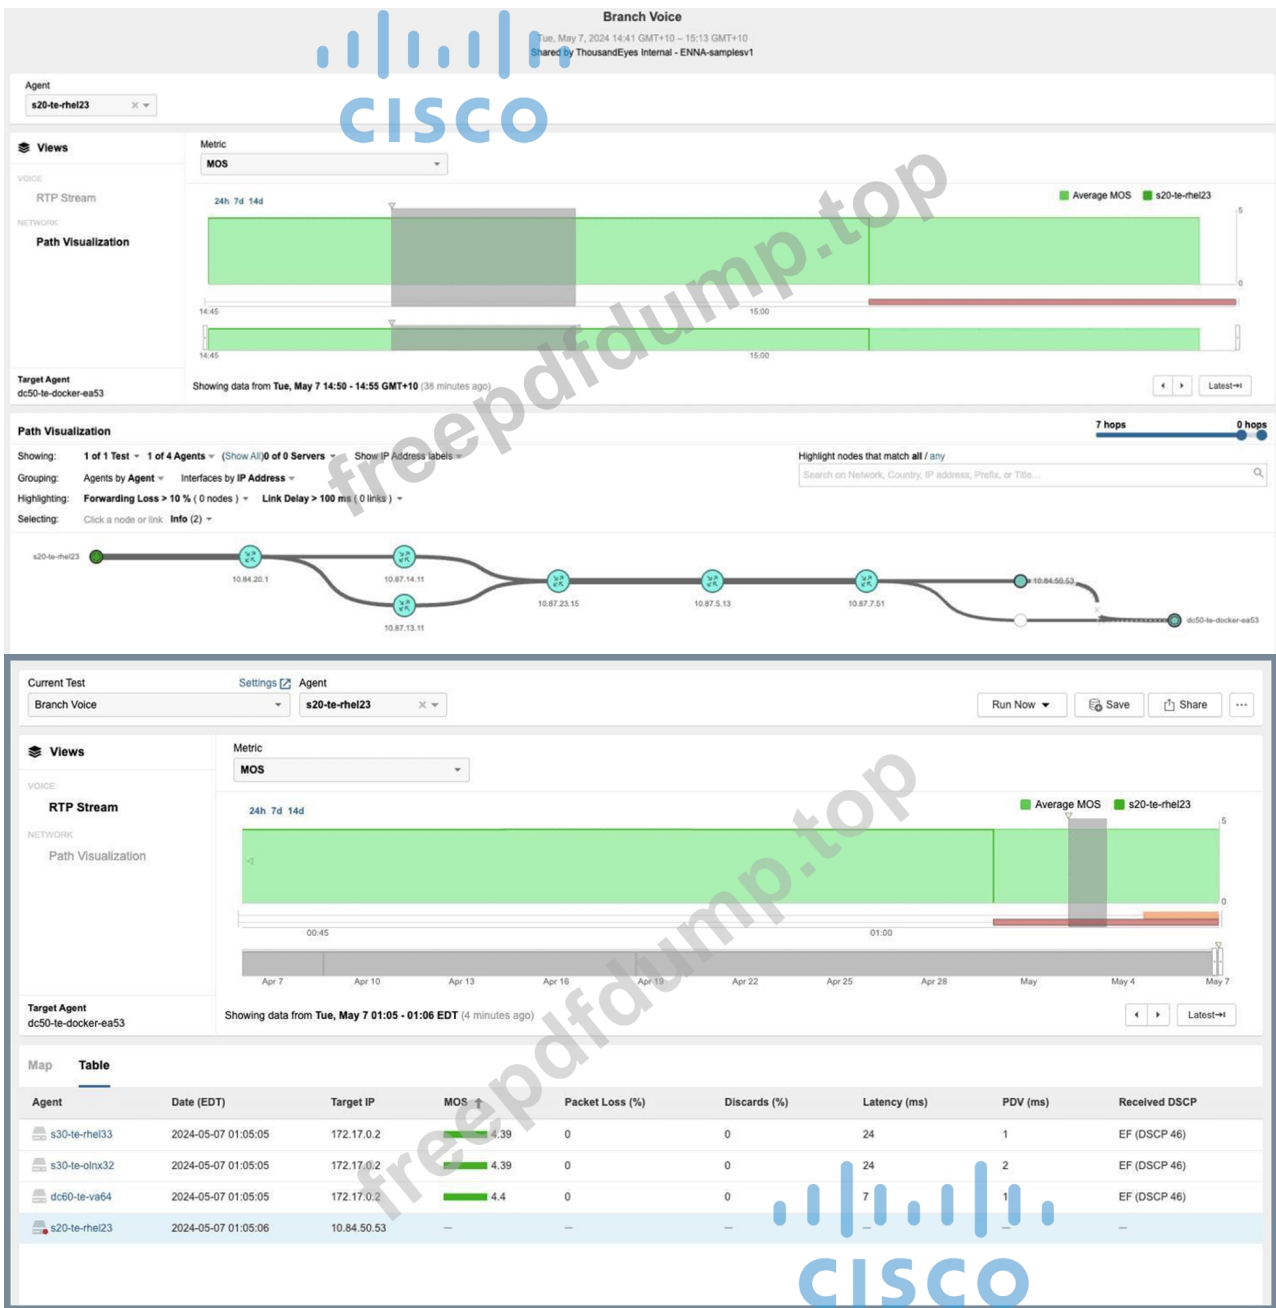 Branch Voice
Tue, May 7, 2024 14:41 GMT+10 – 15:13 GMT+10
Shared by ThousandEyes Internal - ENNA-samplesv1
CISCO
Agent
s20-te-rhel23
Views
Metric
MOS
VOICE
RTP Stream
NETWORK
Path Visualization
24h 7d 14d
Average MOS s20-te-rhel23
5
0
14:45 15:00
14:45 15:00
Target Agent
dc50-te-docker-ea53
Showing data from Tue, May 7 14:50 - 14:55 GMT+10 (38 minutes ago)
Latest
freepdfdump.top
Path Visualization
7 hops 0 hops
Showing: 1 of 1 Test 1 of 4 Agents (Show All) 0 of 0 Servers Show IP Address labels
Highlight nodes that match all / any
Grouping: Agents by Agent Interfaces by IP Address
Search on Network, Country, IP address, Prefix, or Title...
Highlighting: Forwarding Loss > 10 % ( 0 nodes ) Link Delay > 100 ms ( 0 links )
Selecting: Click a node or link Info (2)
s20-te-rhel23
10.84.20.1
10.87.14.11
10.87.13.11
10.87.23.15
10.87.5.13
10.87.7.51
10.84.50.53
dc50-te-docker-ea53
Current Test Settings Agent
Branch Voice s20-te-rhel23
Run Now Save Share ...
Views
Metric
MOS
VOICE
RTP Stream
NETWORK
Path Visualization
24h 7d 14d
Average MOS s20-te-rhel23
5
0
00:45 01:00
Apr 7 Apr 10 Apr 13 Apr 16 Apr 19 Apr 22 Apr 25 Apr 28 May May 4 May 7
Target Agent
dc50-te-docker-ea53
Showing data from Tue, May 7 01:05 - 01:06 EDT (4 minutes ago)
Latest
freepdfdump.top
Map Table
Agent Date (EDT) Target IP MOS Packet Loss (%) Discards (%) Latency (ms) PDV (ms) Received DSCP
s30-te-rhel33 2024-05-07 01:05:05 172.17.0.2 4.39 0 0 24 1 EF (DSCP 46)
s30-te-olnx32 2024-05-07 01:05:05 172.17.0.2 4.39 0 0 24 2 EF (DSCP 46)
dc60-te-va64 2024-05-07 01:05:05 172.17.0.2 4.4 0 0 7 1 EF (DSCP 46)
s20-te-rhel23 2024-05-07 01:05:06 10.84.50.53 – – – – – –
CISCO